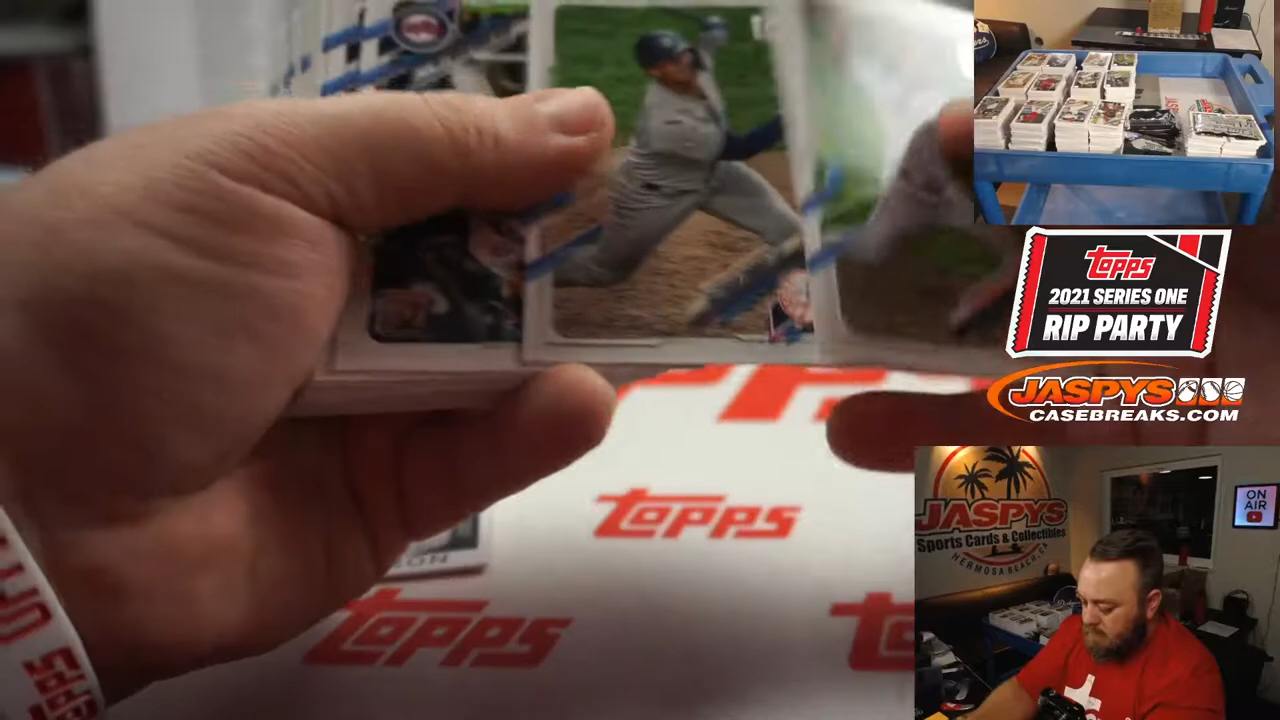 TOPPS
2021 SERIES ONE
RIP PARTY
JASPYS
CASEBREAKS.COM
TOPPS
TOPPS
JASPYS
Sports Cards & Collectibles
HERMOSA BEACH, CA
ON
AIR